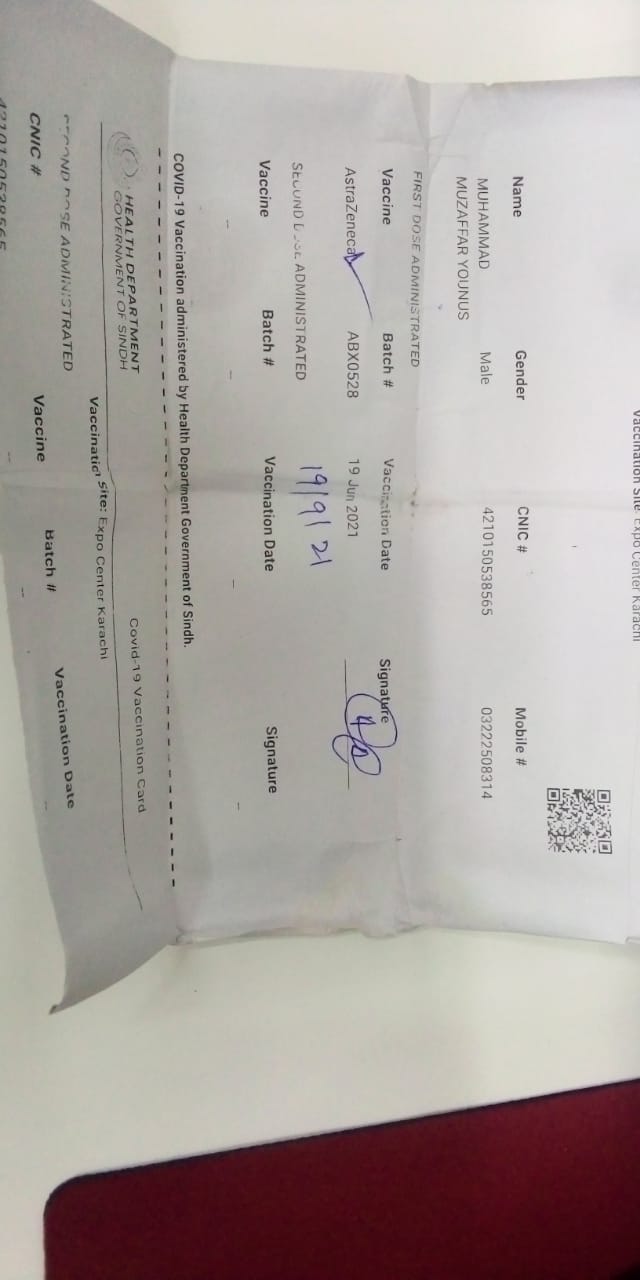 Vaccination Site: Expo Center Karachi
Name Gender CNIC # Mobile #
MUHAMMAD MUZAFFAR YOUNUS Male 4210150538565 03222508314
FIRST DOSE ADMINISTRATED
Vaccine Batch # Vaccination Date Signature
AstraZeneca ABX0528 19 Jun 2021
SECOND DOSE ADMINISTRATED 19/9/21
Vaccine Batch # Vaccination Date Signature
- - - -
COVID-19 Vaccination administered by Health Department Government of Sindh.
HEALTH DEPARTMENT
GOVERNMENT OF SINDH
Covid-19 Vaccination Card
Vaccination Site: Expo Center Karachi
SECOND DOSE ADMINISTRATED
CNIC # Vaccine Batch # Vaccination Date
4210150538565 - - -